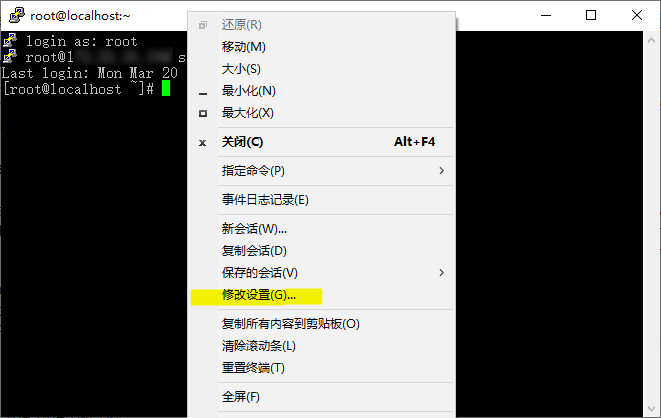 root@localhost:~
login as: root
root@1
s
Last login: Mon Mar 20
[root@localhost ~]#
还原(R)
移动(M)
大小(S)
最小化(N)
最大化(X)
关闭(C) Alt+F4
指定命令(P)
事件日志记录(E)
新会话(W)...
复制会话(D)
保存的会话(V)
修改设置(G)...
复制所有内容到剪贴板(O)
清除滚动条(L)
重置终端(T)
全屏(F)